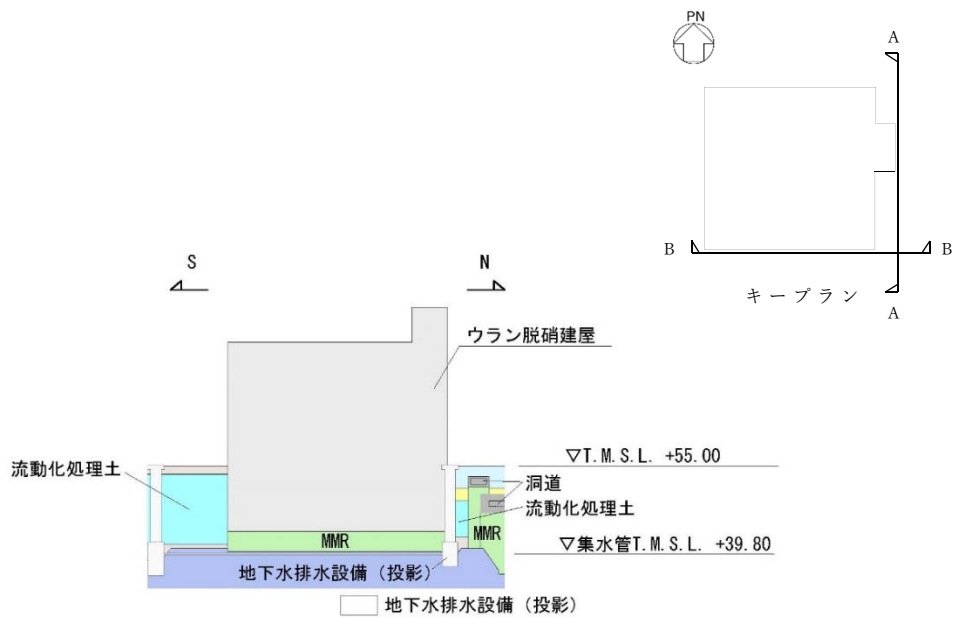 PN
A
B
B
キープラン
A
S
N
ウラン脱硝建屋
▽T.M.S.L. +55.00
流動化処理土
洞道
流動化処理土
MMR
MMR
▽集水管T.M.S.L. +39.80
地下水排水設備（投影）
地下水排水設備（投影）